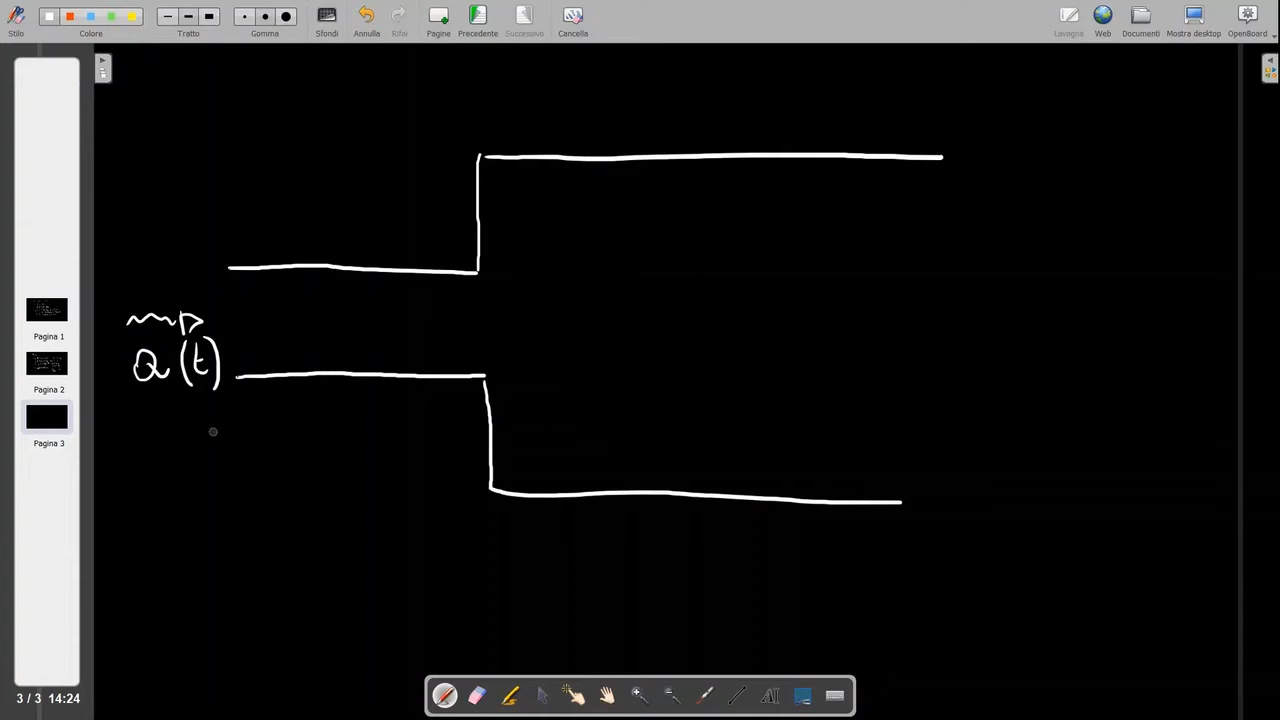 Stilo
Colore
Tratto
Gomma
Sfondi
Annulla
Rifai
Pagine
Precedente
Successivo
Cancella
Lavagna
Web
Documenti
Mostra desktop
OpenBoard
Pagina 1
Pagina 2
Pagina 3
Q(t)
3 / 3 14:24
AI